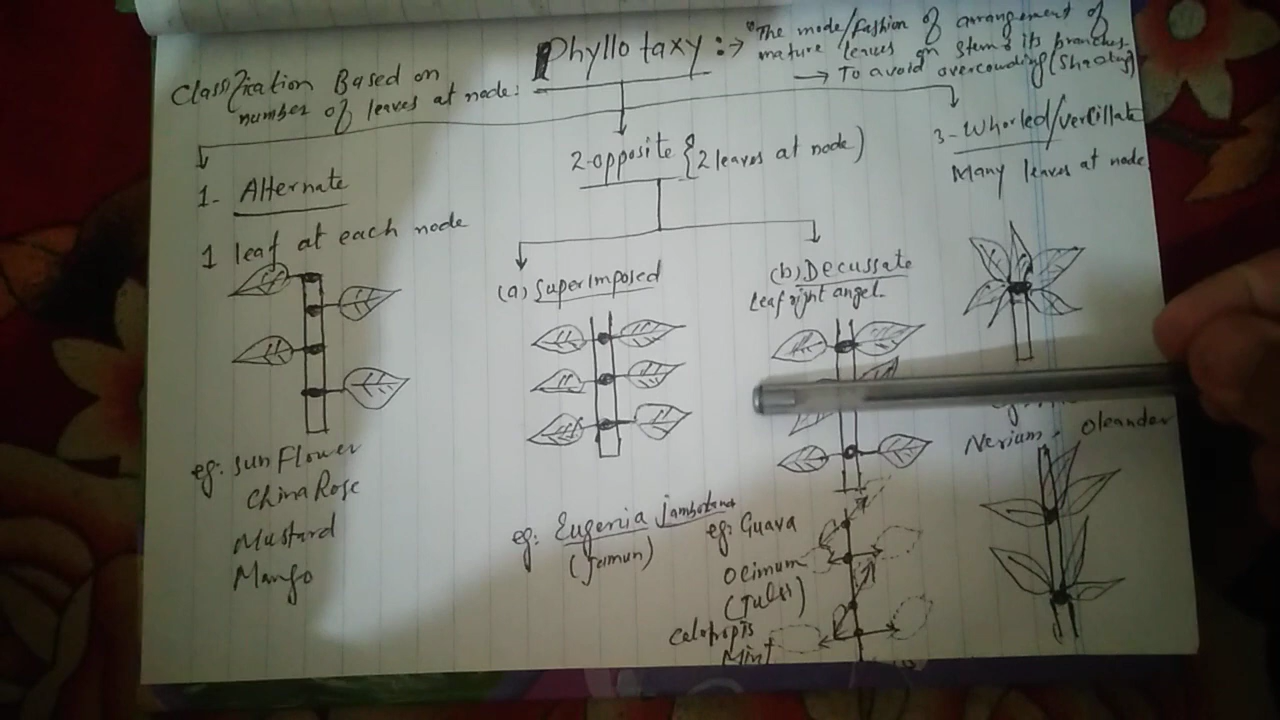 Phyllotaxy :→ "The mode/fashion of arrangement of
mature leaves on stem & its branches.
→ To avoid overcrowding (Shading)
Classification Based on
number of leaves at node:
1- Alternate
1 leaf at each node
eg: Sun Flower
China Rose
Mustard
Mango
2-opposite {2 leaves at node)
(a) Superimposed
eg: Eugenia jambolana
(Jamun)
(b) Decussate
Leaf right angel.
eg: Guava
Ocimum
(Tulsi)
Calotropis
Mint
3-Whorled/Verticillate
Many leaves at node
Nerium - Oleander